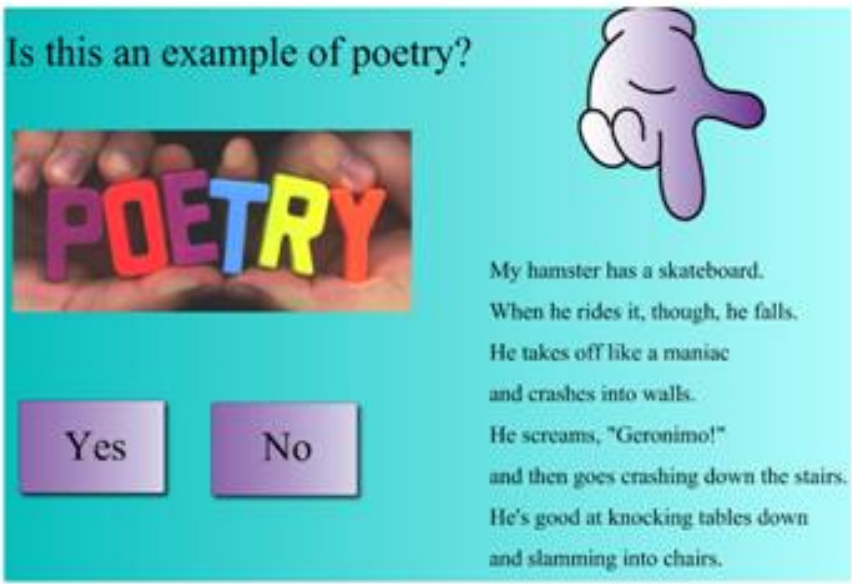 Is this an example of poetry?
POETRY
Yes
No
My hamster has a skateboard.
When he rides it, though, he falls.
He takes off like a maniac
and crashes into walls.
He screams, "Geronimo!"
and then goes crashing down the stairs.
He's good at knocking tables down
and slamming into chairs.